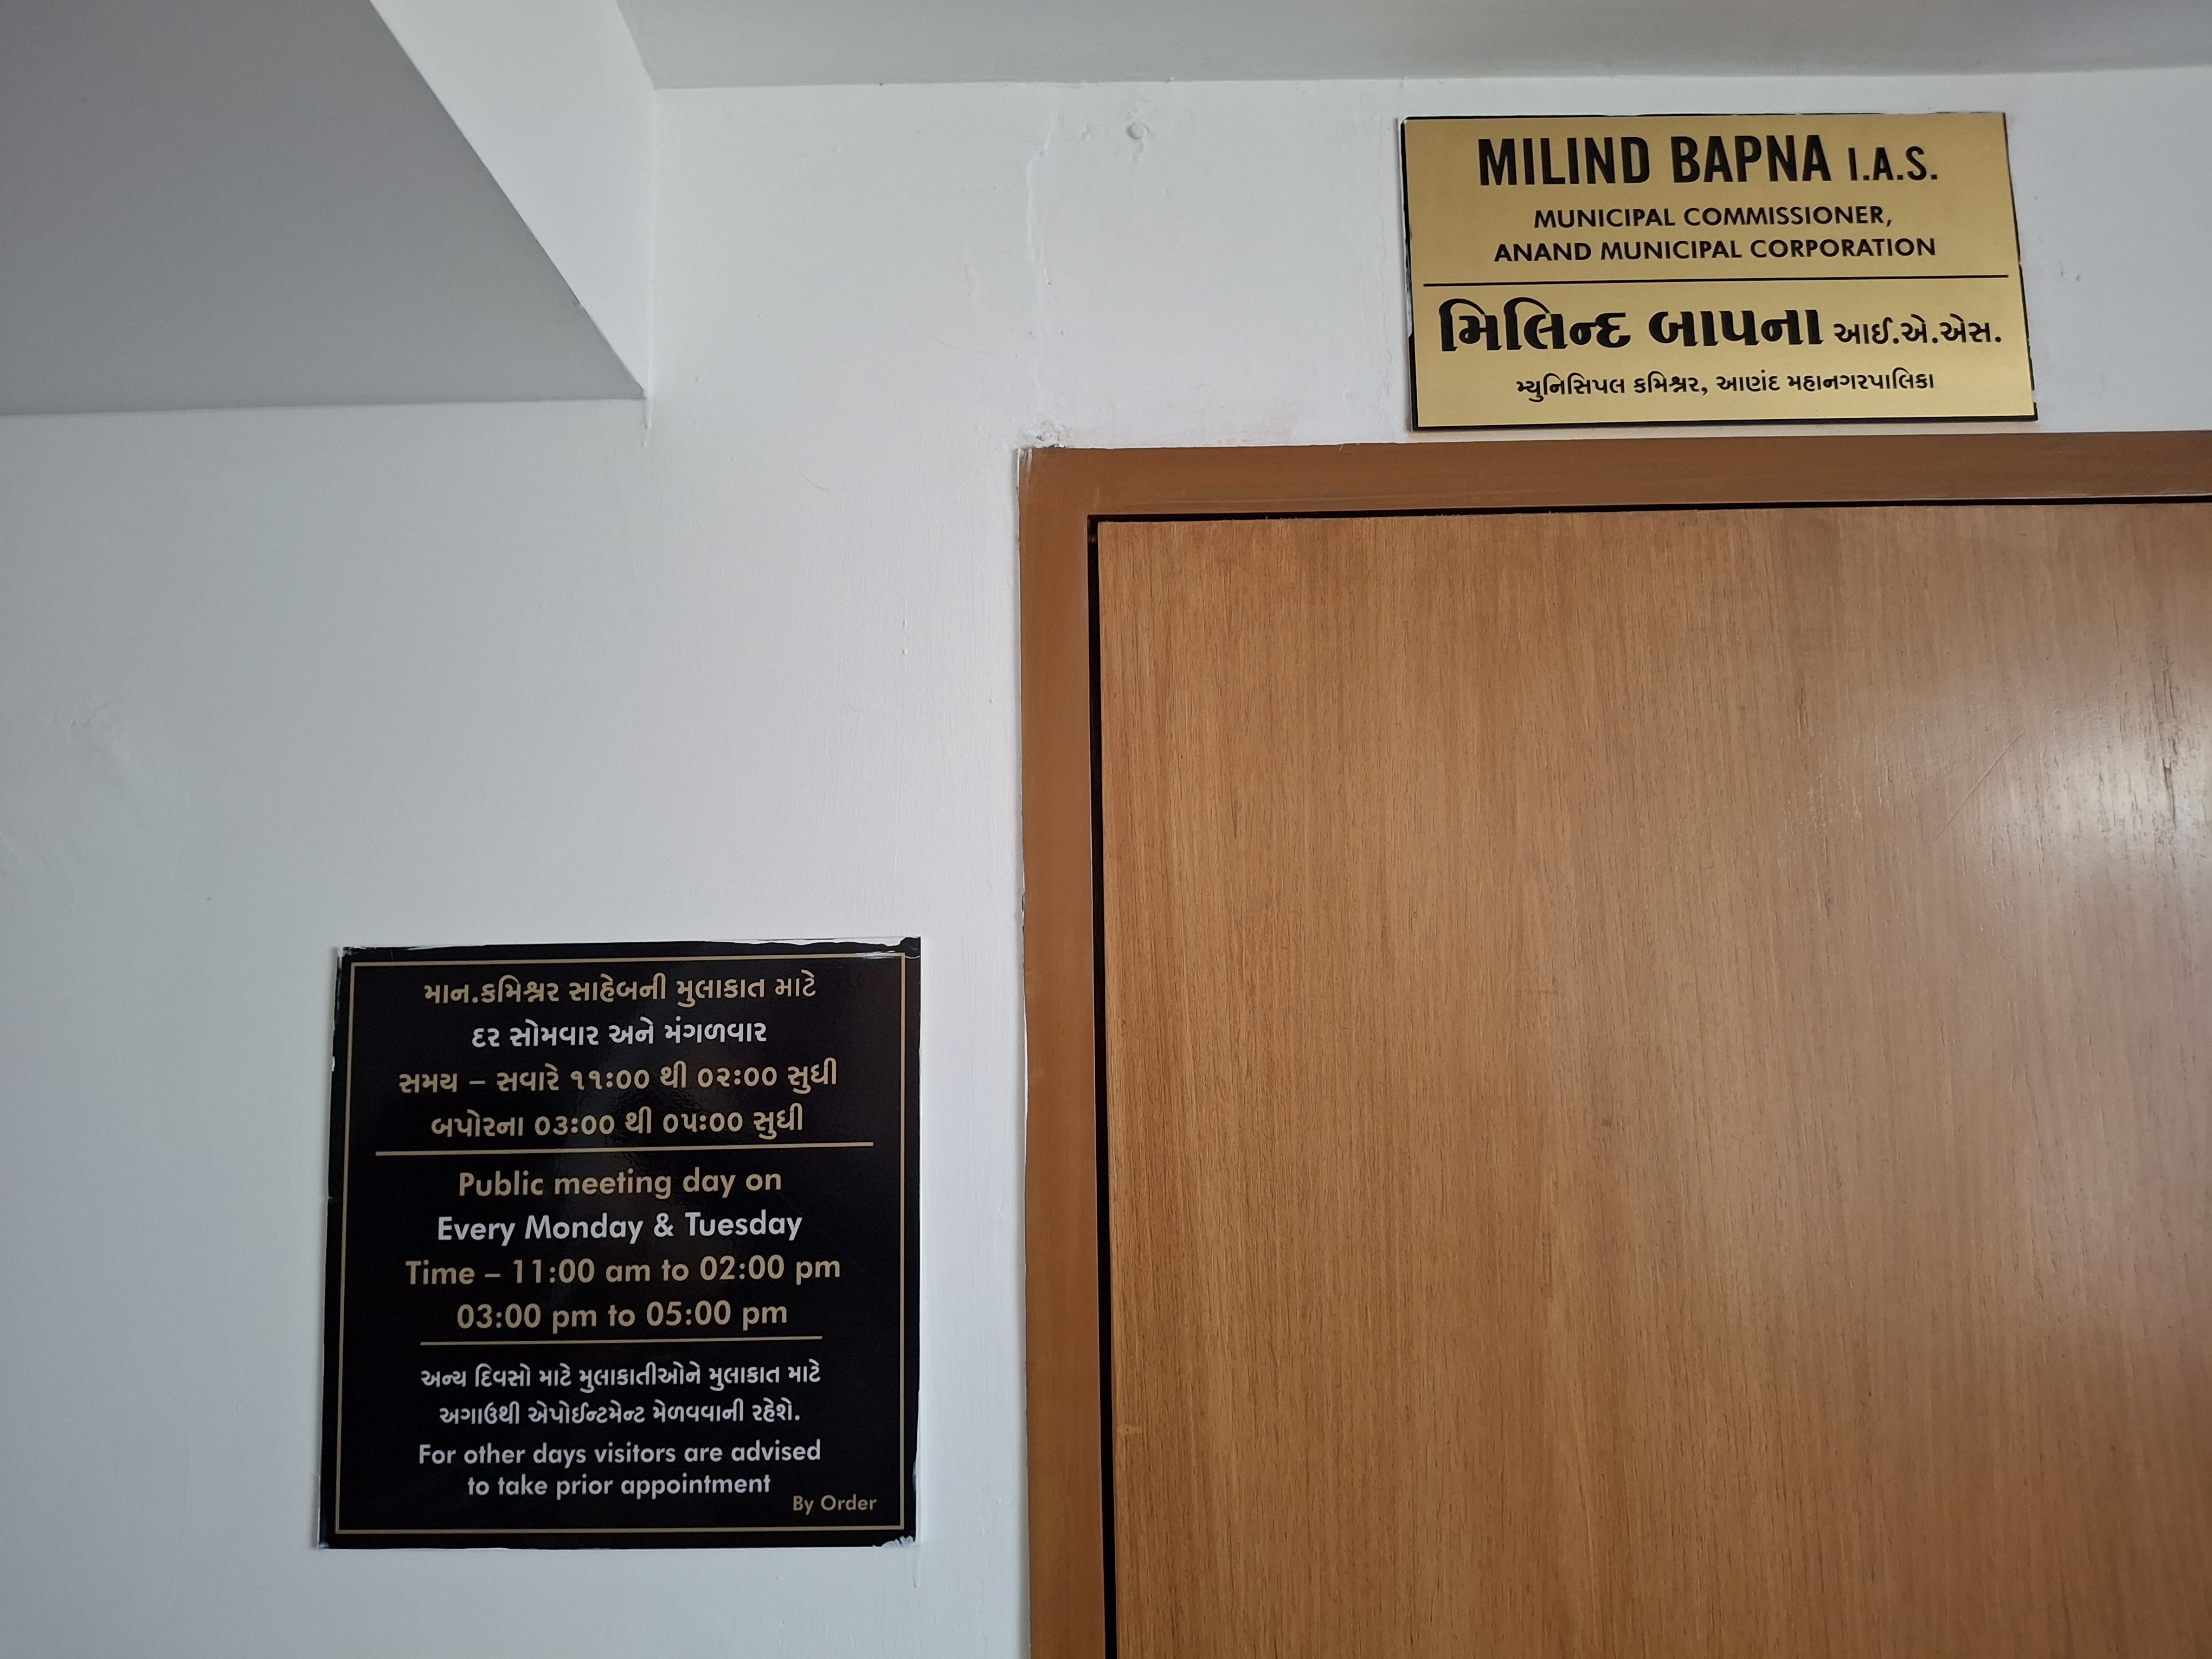 MILIND BAPNA I.A.S.
MUNICIPAL COMMISSIONER,
ANAND MUNICIPAL CORPORATION
મિલિન્દ બાપના આઈ.એ.એસ.
મ્યુનિસિપલ કમિશ્નર, આણંદ મહાનગરપાલિકા
માન.કમિશ્નર સાહેબની મુલાકાત માટે
દર સોમવાર અને મંગળવાર
સમય – સવારે ૧૧:૦૦ થી ૦૨:૦૦ સુધી
બપોરના ૦૩:૦૦ થી ૦૫:૦૦ સુધી
Public meeting day on
Every Monday & Tuesday
Time – 11:00 am to 02:00 pm
03:00 pm to 05:00 pm
અન્ય દિવસો માટે મુલાકાતીઓને મુલાકાત માટે
અગાઉથી એપોઈન્ટમેન્ટ મેળવવાની રહેશે.
For other days visitors are advised
to take prior appointment
By Order